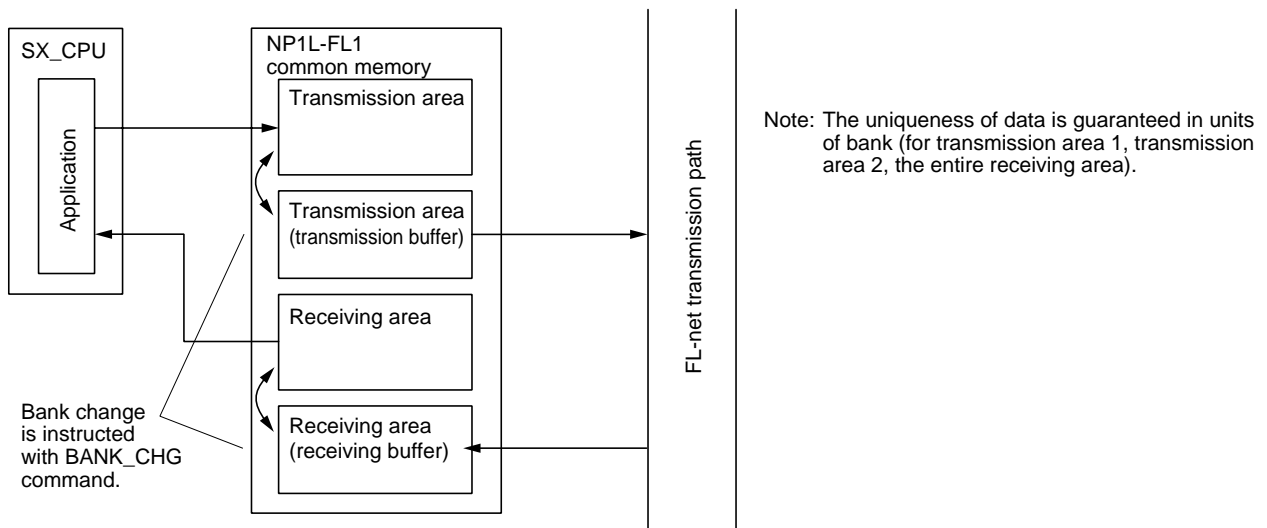 SX_CPU
Application
NP1L-FL1
common memory
Transmission area
Transmission area
(transmission buffer)
Receiving area
Receiving area
(receiving buffer)
Bank change
is instructed
with BANK_CHG
command.
FL-net transmission path
Note: The uniqueness of data is guaranteed in units
of bank (for transmission area 1, transmission
area 2, the entire receiving area).